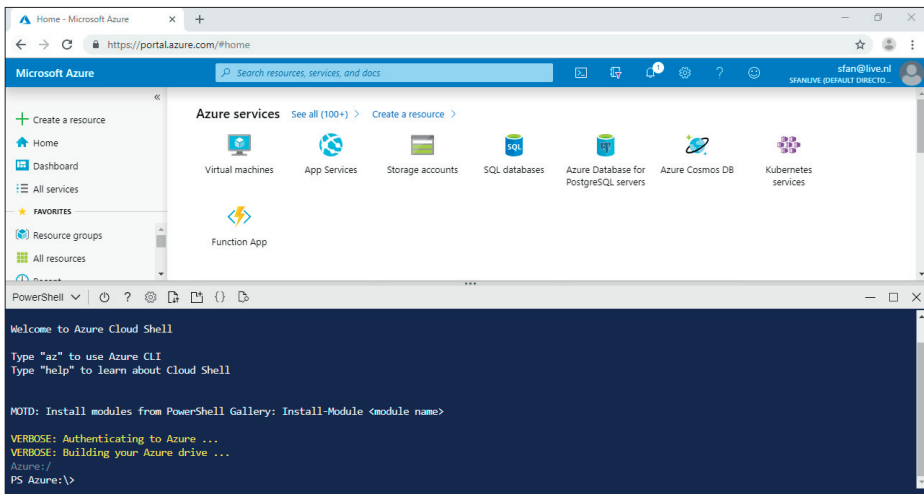 Home - Microsoft Azure
https://portal.azure.com/#home
Microsoft Azure
Search resources, services, and docs
1
sfan@live.nl
SFANLIVE (DEFAULT DIRECTO...
Create a resource
Home
Dashboard
All services
FAVORITES
Resource groups
All resources
Recent
Azure services See all (100+) > Create a resource >
Virtual machines
App Services
Storage accounts
SQL
SQL databases
Azure Database for
PostgreSQL servers
Azure Cosmos DB
Kubernetes
services
Function App
PowerShell
Welcome to Azure Cloud Shell
Type "az" to use Azure CLI
Type "help" to learn about Cloud Shell
MOTD: Install modules from PowerShell Gallery: Install-Module <module name>
VERBOSE: Authenticating to Azure ...
VERBOSE: Building your Azure drive ...
Azure:/
PS Azure:\>